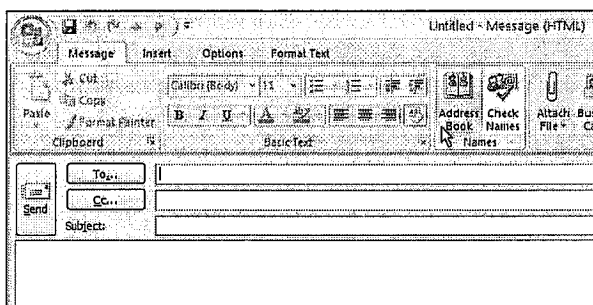 Untitled - Message (HTML)
Message Insert Options Format Text
Paste
Cut
Copy
Format Painter
Clipboard
Calibri (Body) 11
B I U
Basic Text
Address Book
Check Names
Names
Attach File
To...
Cc...
Send
Subject: